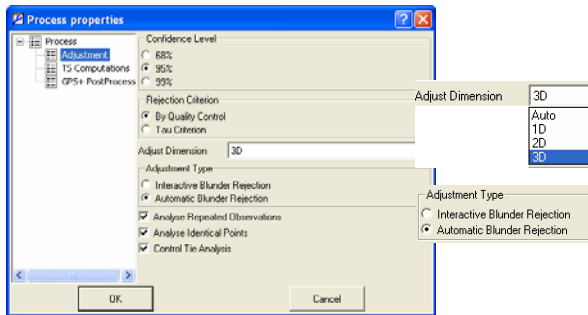 Process properties
Process
Adjustment
TS Computations
GPS+ PostProcess
Confidence Level
68%
95%
99%
Rejection Criterion
By Quality Control
Tau Criterion
Adjust Dimension 3D
Adjustment Type
Interactive Blunder Rejection
Automatic Blunder Rejection
Analyse Repeated Observations
Analyse Identical Points
Control Tie Analysis
OK Cancel
Adjust Dimension 3D
Auto
1D
2D
3D
Adjustment Type
Interactive Blunder Rejection
Automatic Blunder Rejection